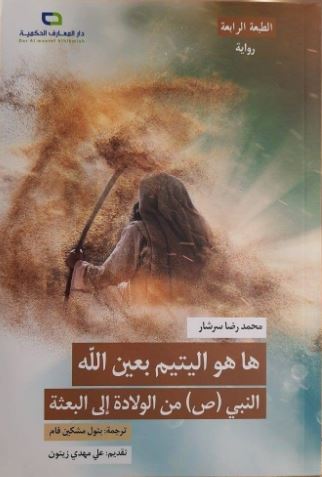 دار المعارف الحكمية
Dar Al maaref Alhikmiah
الطبعة الرابعة
رواية
محمد رضا سرشار
ها هو اليتيم بعين الله
النبي (ص) من الولادة إلى البعثة
ترجمة: بتول مشكين فام
تقديم: علي مهدي زيتون